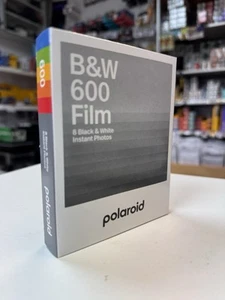 B&W
600
Film
8 Black & White
Instant Photos
polaroid
600
polaroid